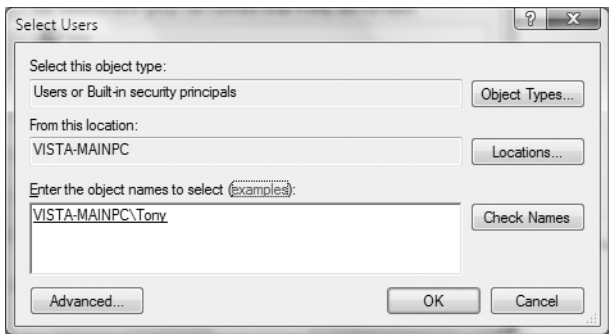 Select Users
Select this object type:
Users or Built-in security principals
Object Types...
From this location:
VISTA-MAINPC
Locations...
Enter the object names to select (examples):
VISTA-MAINPC\Tony
Check Names
Advanced...
OK
Cancel